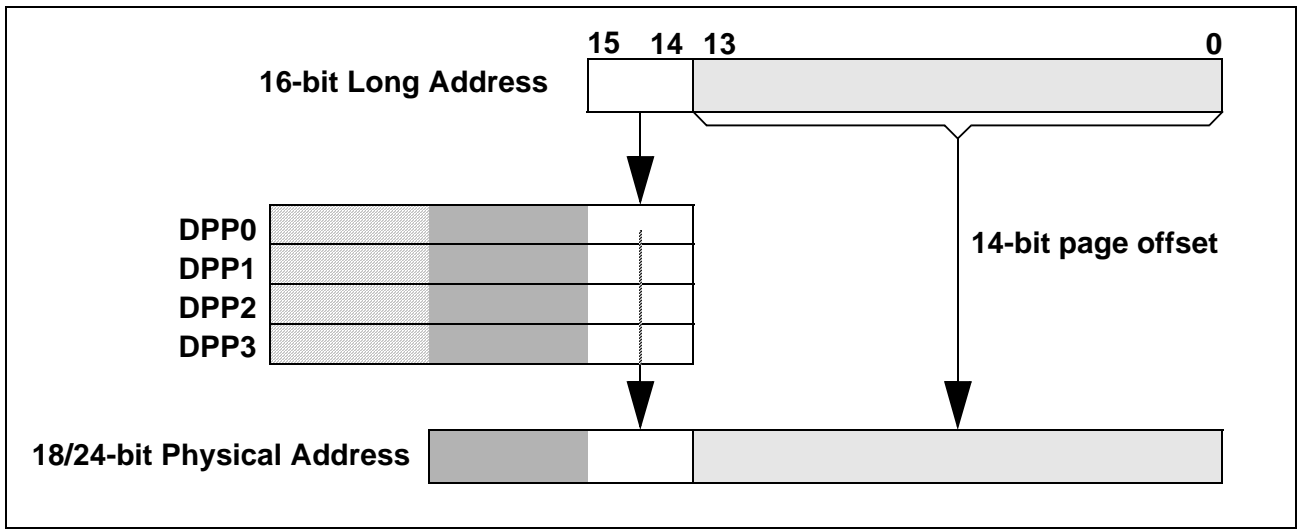 15 14 13 0
16-bit Long Address
DPP0
DPP1
14-bit page offset
DPP2
DPP3
18/24-bit Physical Address